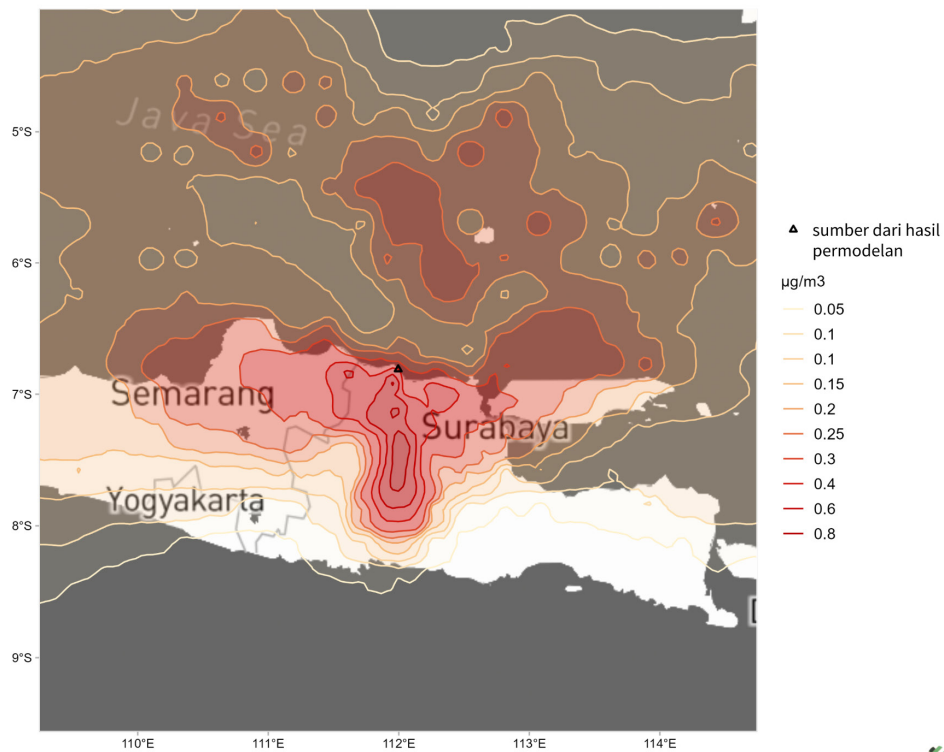 Java Sea
Semarang
Surabaya
Yogyakarta
5°S
6°S
7°S
8°S
9°S
110°E
111°E
112°E
113°E
114°E
sumber dari hasil
permodelan
µg/m3
0.05
0.1
0.1
0.15
0.2
0.25
0.3
0.4
0.6
0.8